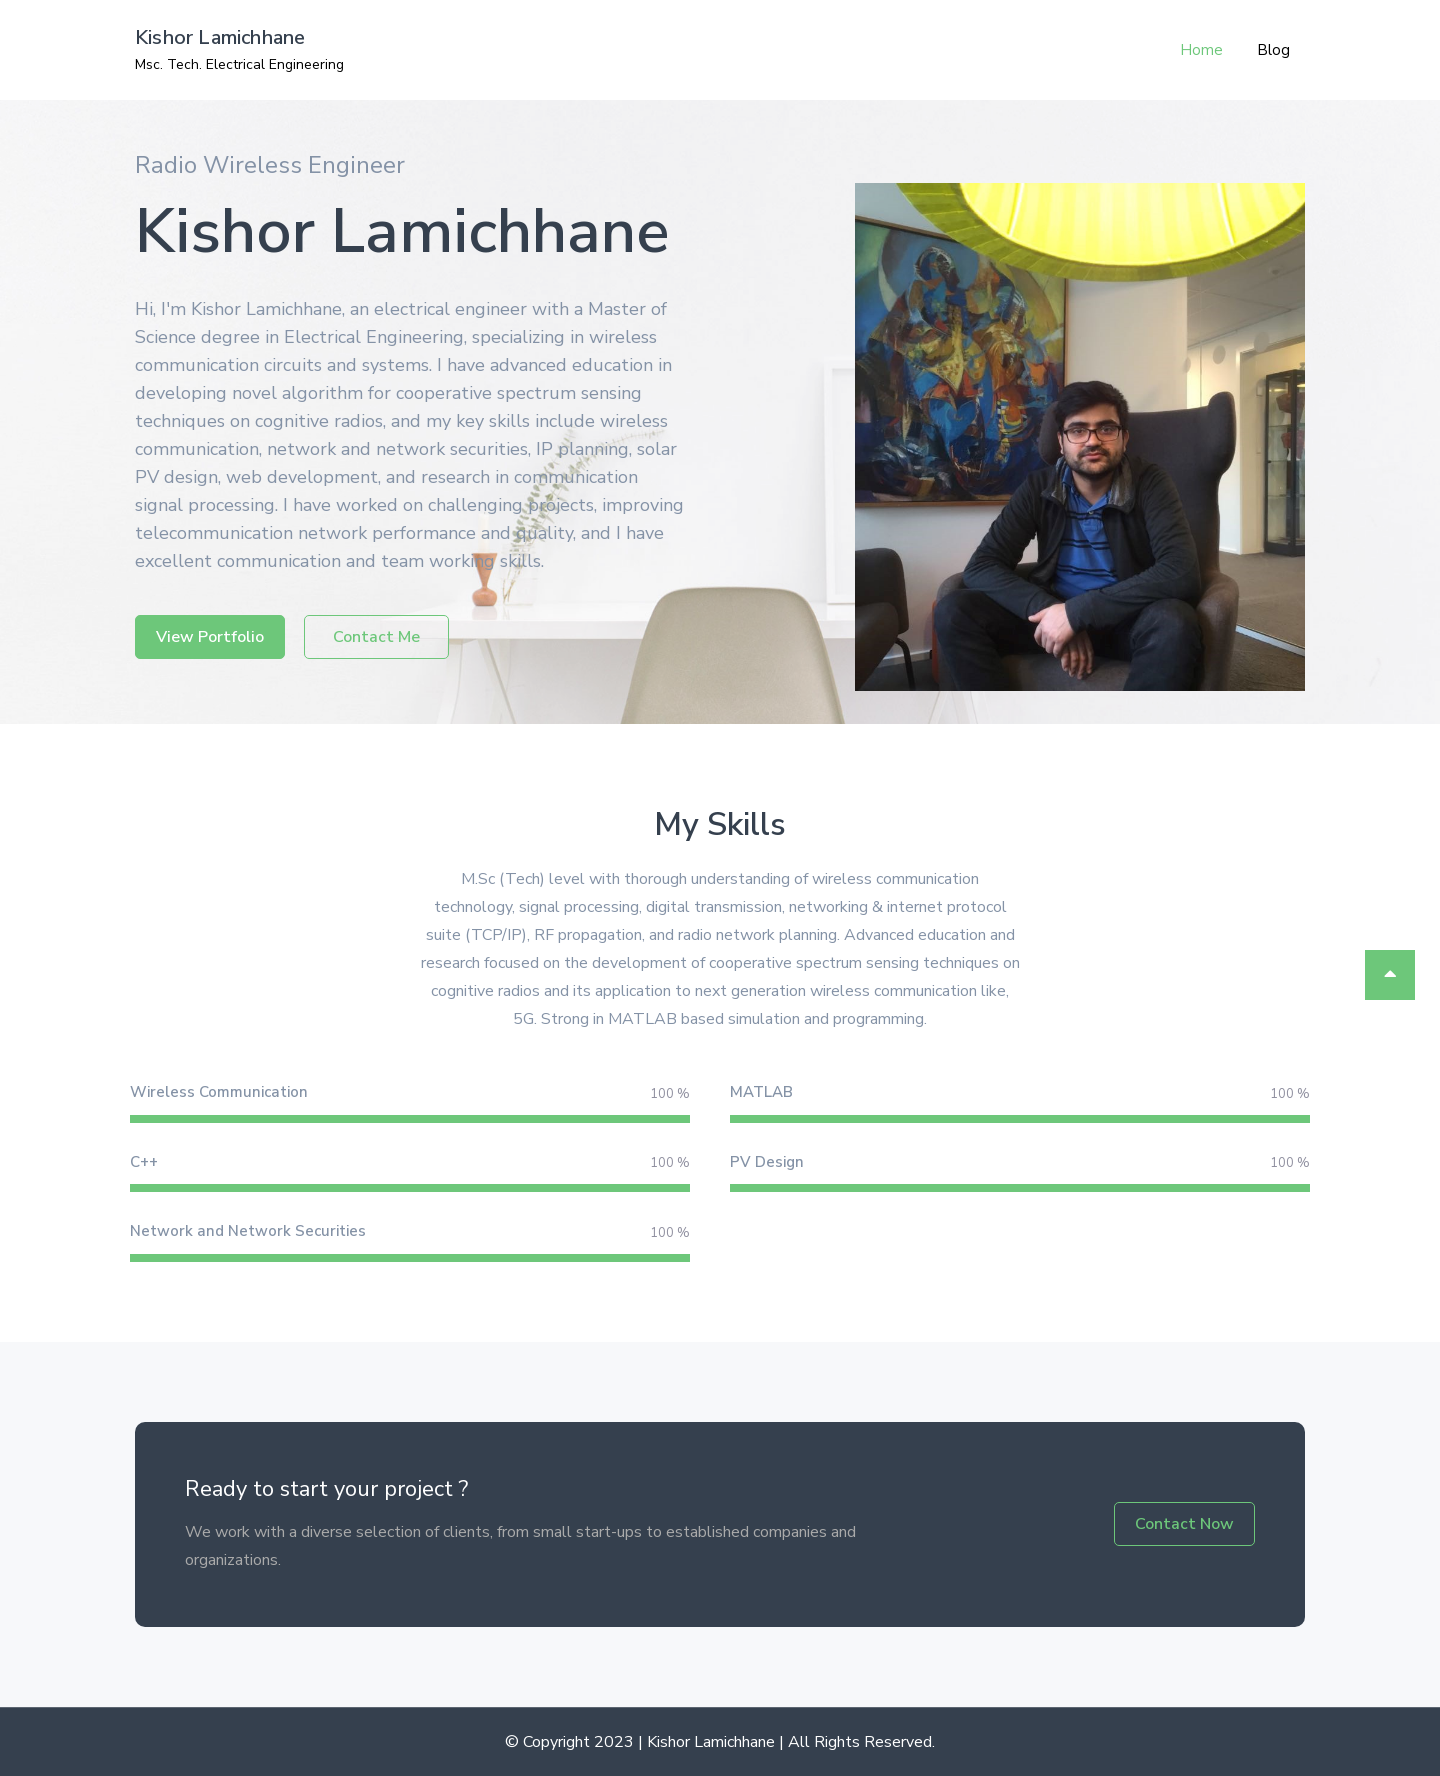 Kishor Lamichhane
Msc. Tech. Electrical Engineering
Home
Blog
Radio Wireless Engineer
Kishor Lamichhane
Hi, I'm Kishor Lamichhane, an electrical engineer with a Master of
Science degree in Electrical Engineering, specializing in wireless
communication circuits and systems. I have advanced education in
developing novel algorithm for cooperative spectrum sensing
techniques on cognitive radios, and my key skills include wireless
communication, network and network securities, IP planning, solar
PV design, web development, and research in communication
signal processing. I have worked on challenging projects, improving
telecommunication network performance and quality, and I have
excellent communication and team working skills.
View Portfolio
Contact Me
My Skills
M.Sc (Tech) level with thorough understanding of wireless communication
technology, signal processing, digital transmission, networking & internet protocol
suite (TCP/IP), RF propagation, and radio network planning. Advanced education and
research focused on the development of cooperative spectrum sensing techniques on
cognitive radios and its application to next generation wireless communication like,
5G. Strong in MATLAB based simulation and programming.
Wireless Communication 100 %
MATLAB 100 %
C++ 100 %
PV Design 100 %
Network and Network Securities 100 %
Ready to start your project ?
We work with a diverse selection of clients, from small start-ups to established companies and
organizations.
Contact Now
© Copyright 2023 | Kishor Lamichhane | All Rights Reserved.